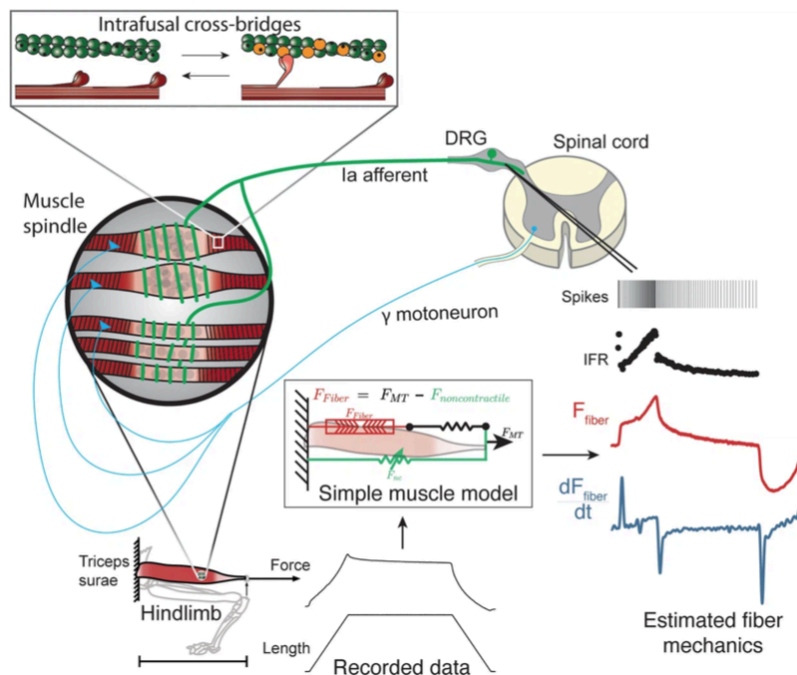 Intrafusal cross-bridges
DRG
Spinal cord
Ia afferent
Muscle
spindle
γ motoneuron
Spikes
IFR
F_Fiber = F_MT − F_noncontractile
F_Fiber
F_MT
F_nc
Simple muscle model
F_fiber
dF_fiber
dt
Triceps
surae
Force
Hindlimb
Length
Recorded data
Estimated fiber
mechanics